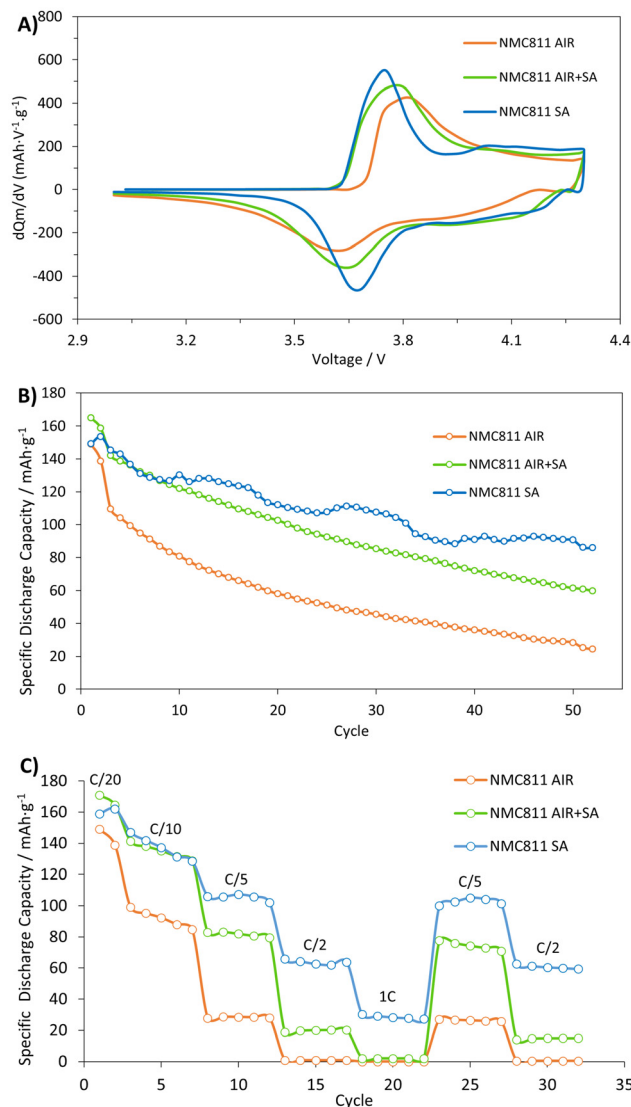 A)
800
600
400
200
0
-200
-400
-600
dQm/dV (mAh·V⁻¹.g⁻¹)
NMC811 AIR
NMC811 AIR+SA
NMC811 SA
2.9 3.2 3.5 3.8 4.1 4.4
Voltage / V
B)
180
160
140
120
100
80
60
40
20
0
Specific Discharge Capacity / mAh·g⁻¹
NMC811 AIR
NMC811 AIR+SA
NMC811 SA
0 10 20 30 40 50
Cycle
C)
180
160
140
120
100
80
60
40
20
0
Specific Discharge Capacity / mAh·g⁻¹
NMC811 AIR
NMC811 AIR+SA
NMC811 SA
C/20
C/10
C/5
C/2
1C
C/5
C/2
0 5 10 15 20 25 30 35
Cycle